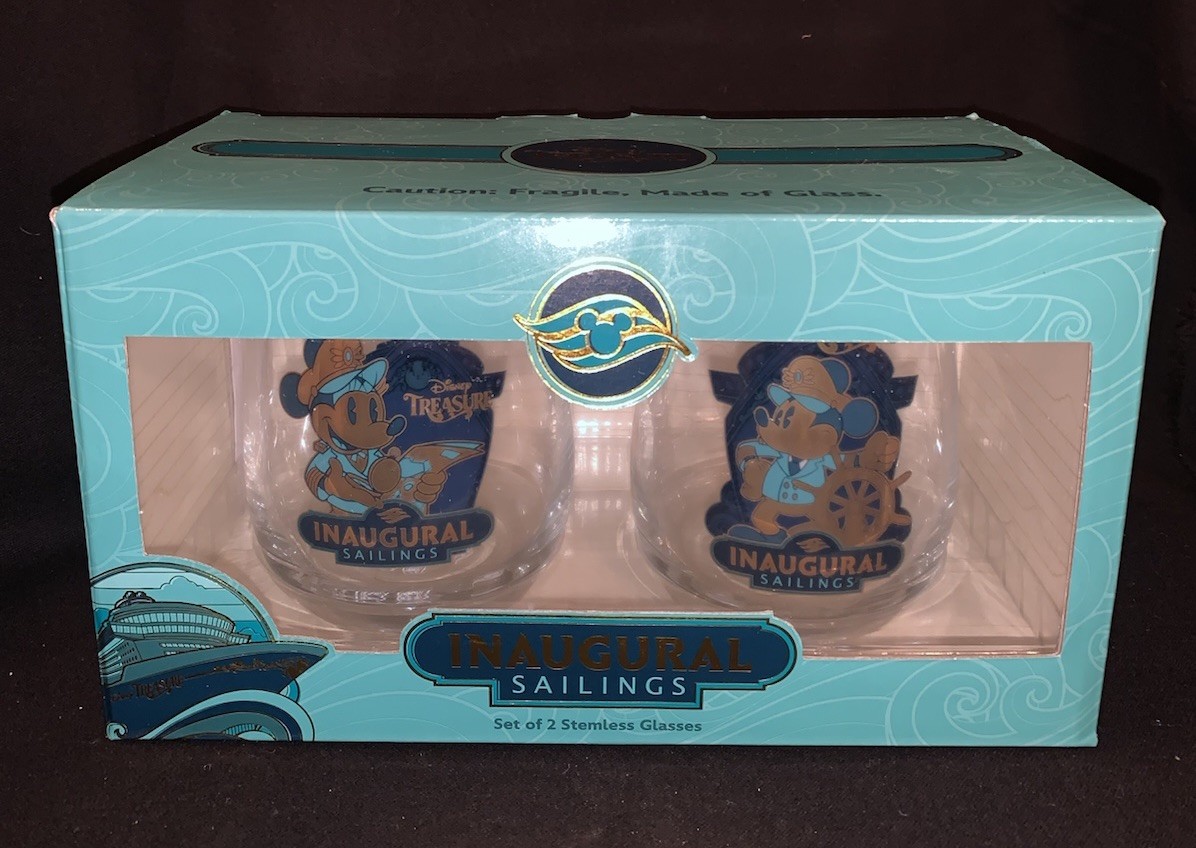 Caution: Fragile, Made of Glass.
Disney
TREASURE
INAUGURAL
SAILINGS
INAUGURAL
SAILINGS
INAUGURAL
SAILINGS
Set of 2 Stemless Glasses